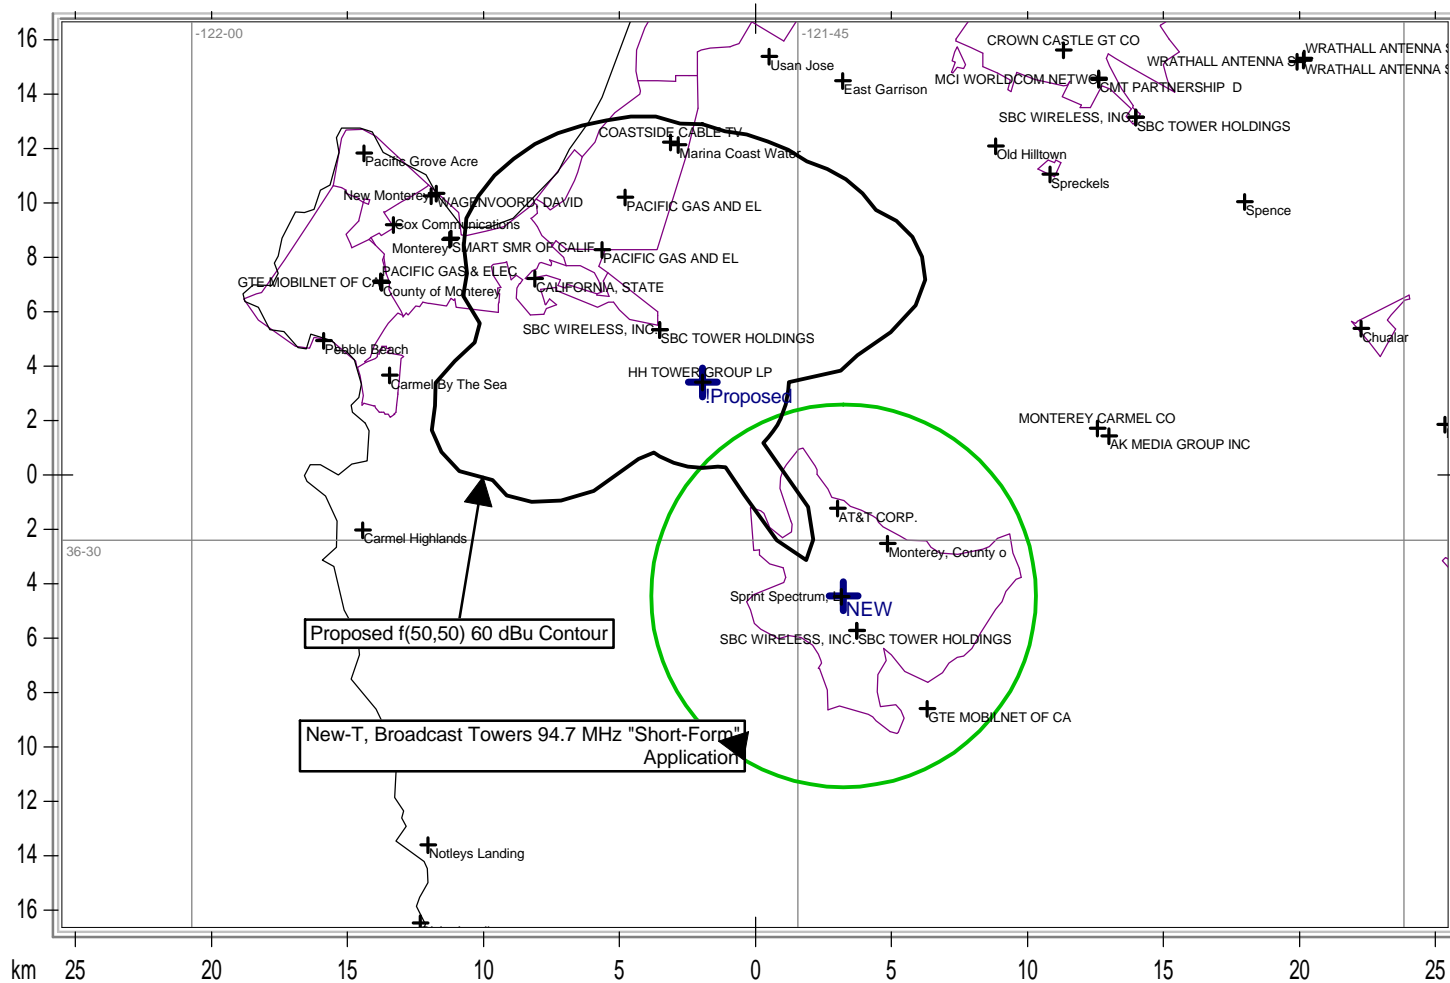 16
-122-00
-121-45
CROWN CASTLE GT CO
WRATHALL ANTENNA S
Usan Jose
WRATHALL ANTENNA S
WRATHALL ANTENNA S
14
East Garrison
MCI WORLDCOM NETWO
CMT PARTNERSHIP D
SBC WIRELESS, INC.
SBC TOWER HOLDINGS
12
COASTSIDE CABLE TV
Marina Coast Water
Old Hilltown
Pacific Grove Acre
Spreckels
10
New Monterey
WAGENVOORD, DAVID
PACIFIC GAS AND EL
Spence
Cox Communications
8
Monterey
SMART SMR OF CALIF
PACIFIC GAS AND EL
PACIFIC GAS & ELEC
GTE MOBILNET OF CA
County of Monterey
CALIFORNIA, STATE
6
SBC WIRELESS, INC.
SBC TOWER HOLDINGS
Chualar
Pebble Beach
4
HH TOWER GROUP LP
Carmel By The Sea
!Proposed
2
MONTEREY CARMEL CO
AK MEDIA GROUP INC
0
AT&T CORP.
2
Carmel Highlands
36-30
Monterey, County o
4
Sprint Spectrum, L
NEW
6
Proposed f(50,50) 60 dBu Contour
SBC WIRELESS, INC.
SBC TOWER HOLDINGS
8
GTE MOBILNET OF CA
New-T, Broadcast Towers 94.7 MHz "Short-Form"
Application
10
12
14
Notleys Landing
16
km
25
20
15
10
5
0
5
10
15
20
25